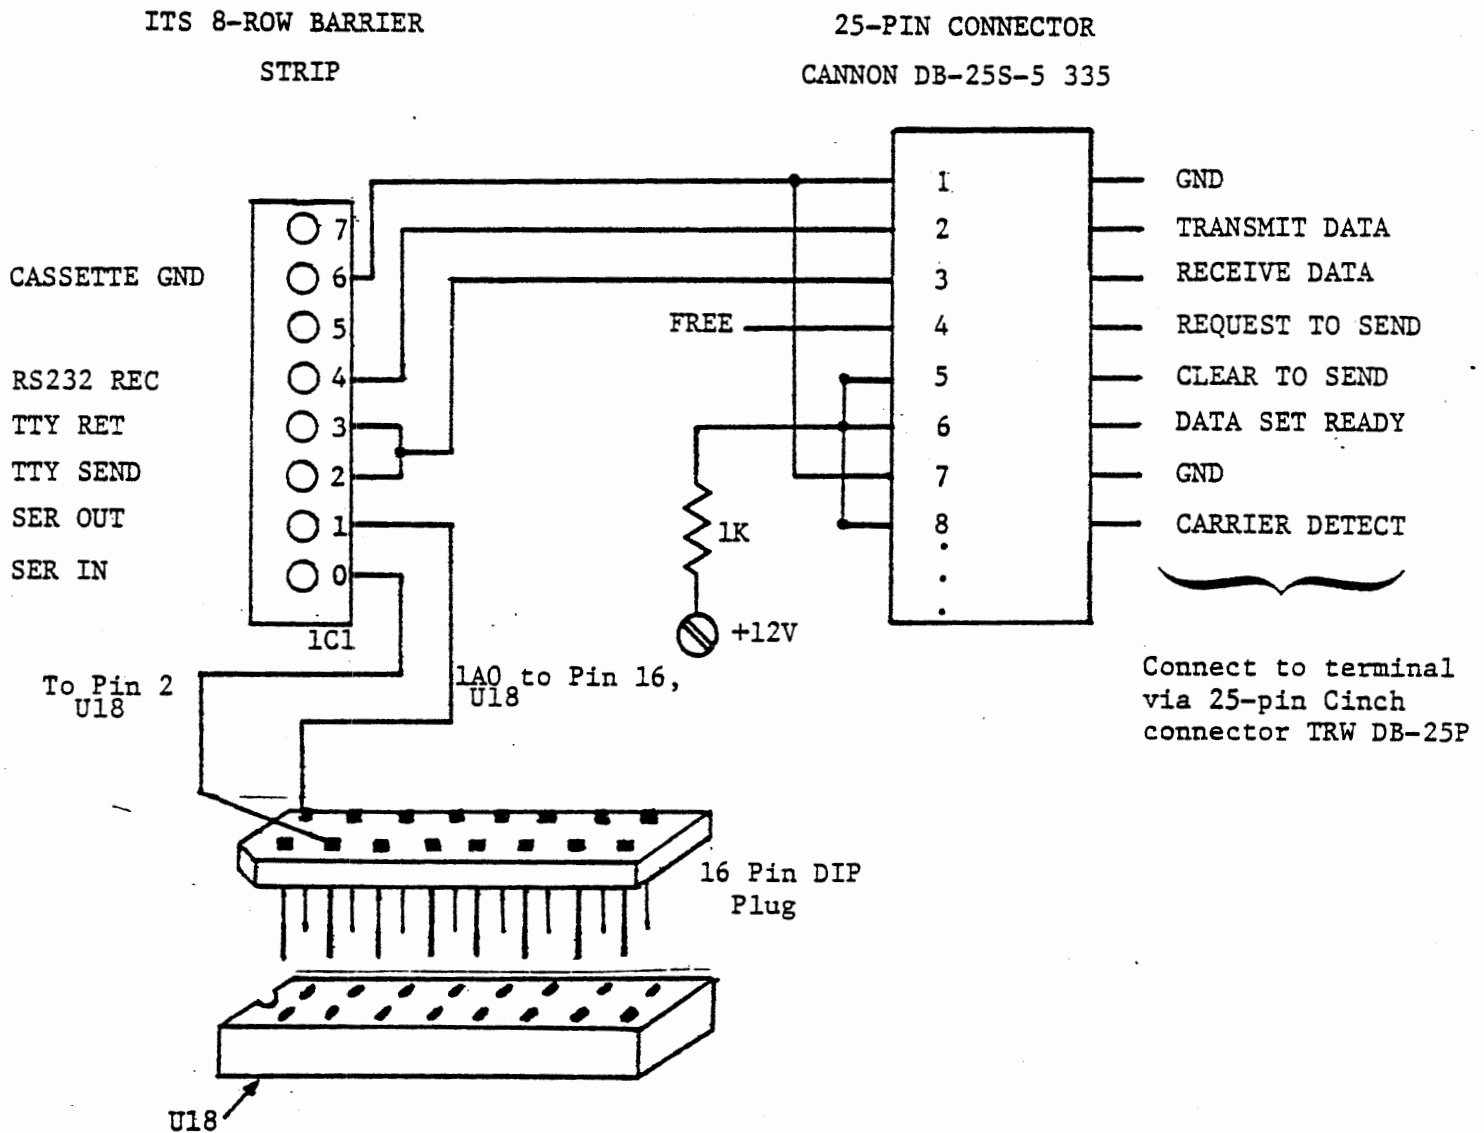 ITS 8-ROW BARRIER
STRIP
25-PIN CONNECTOR
CANNON DB-25S-5 335
7
CASSETTE GND 6
5
RS232 REC 4
TTY RET 3
TTY SEND 2
SER OUT 1
SER IN 0
1C1
1 GND
2 TRANSMIT DATA
3 RECEIVE DATA
FREE 4 REQUEST TO SEND
5 CLEAR TO SEND
6 DATA SET READY
7 GND
8 CARRIER DETECT
1K
+12V
To Pin 2
U18
1A0 to Pin 16,
U18
Connect to terminal
via 25-pin Cinch
connector TRW DB-25P
16 Pin DIP
Plug
U18